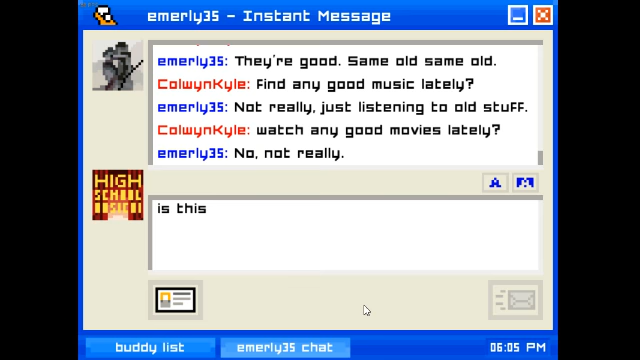 emerly35 - Instant Message
emerly35: They're good. Same old same old.
ColwynKyle: Find any good music lately?
emerly35: Not really, just listening to old stuff.
ColwynKyle: watch any good movies lately?
emerly35: No, not really.
HIGH
SCHOOL
A
is this
buddy list
emerly35 chat
06:05 PM